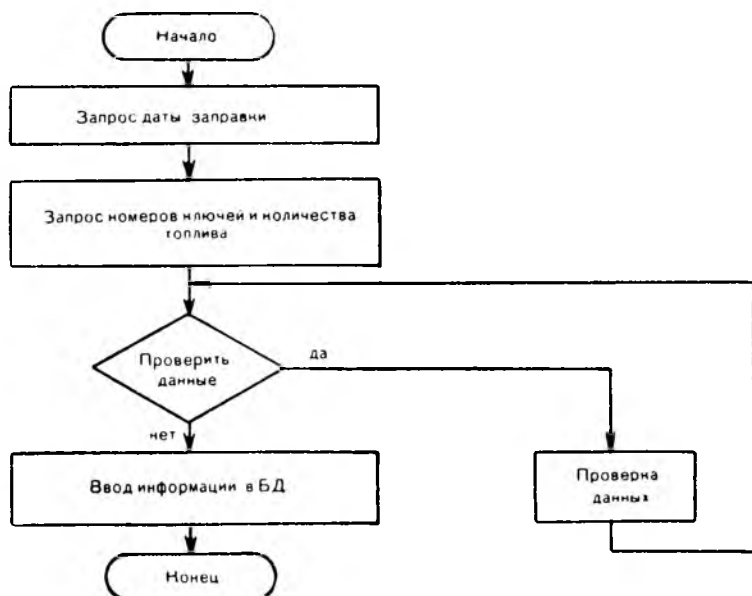 Начало
Запрос даты заправки
Запрос номеров ключей и количества
топлива
Проверить
данные
да
нет
Ввод информации в БД
Проверка
данных
Конец